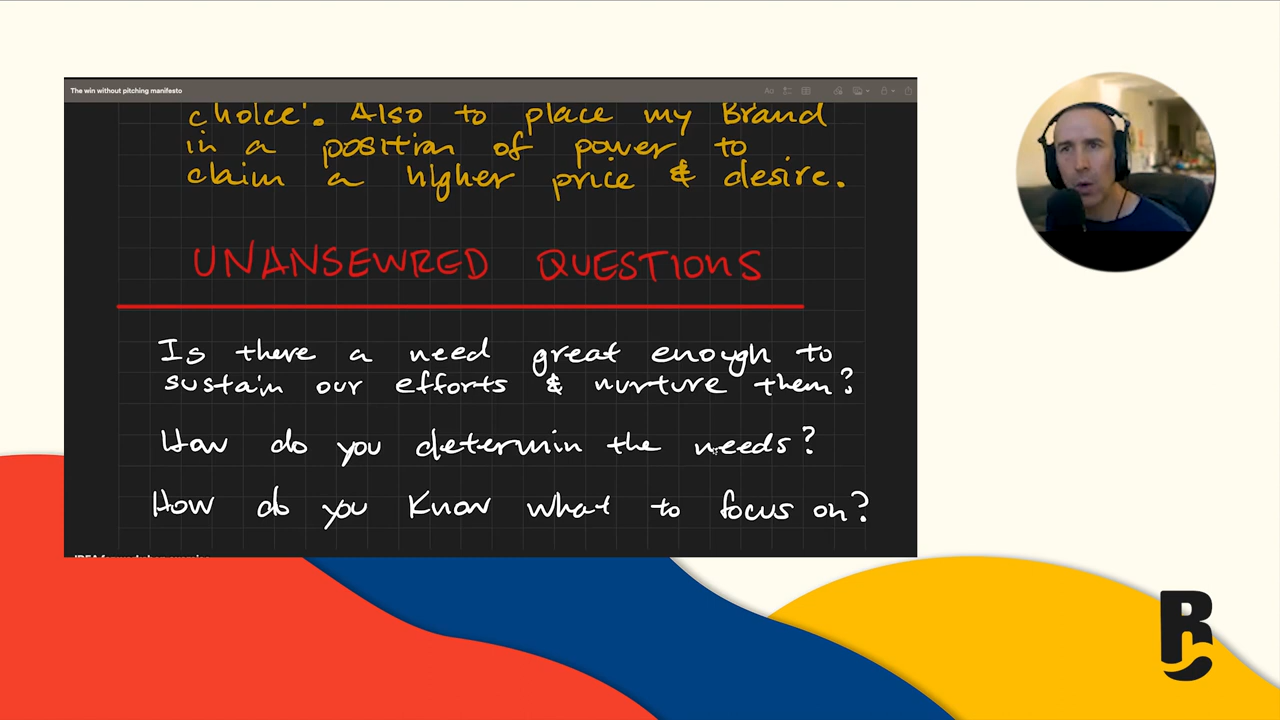 The win without pitching manifesto
choice'. Also to place my Brand
in a position of power to
claim a higher price & desire.
UNANSEWRED QUESTIONS
Is there a need great enough to
sustain our efforts & nurture them?
How do you determin the needs?
How do you know what to focus on?